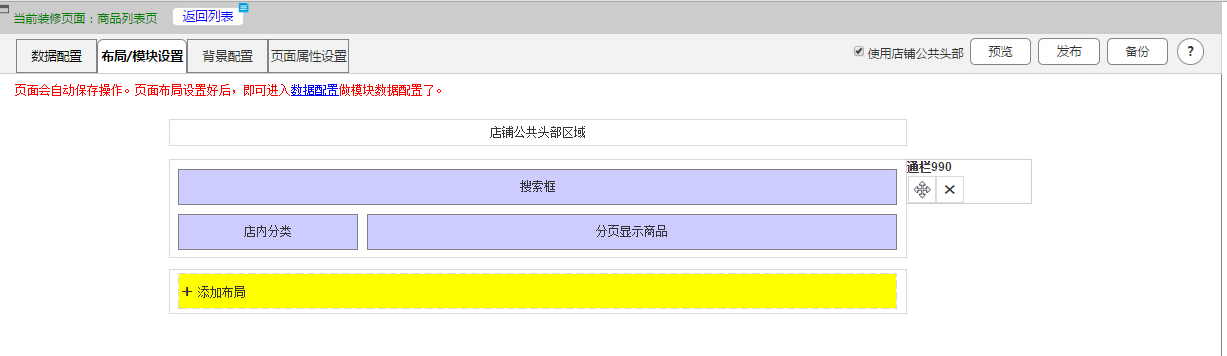 当前装修页面：商品列表页 返回列表
数据配置 布局/模块设置 背景配置 页面属性设置 使用店铺公共头部 预览 发布 备份 ?
页面会自动保存操作。页面布局设置好后，即可进入数据配置做模块数据配置了。
店铺公共头部区域
通栏990
搜索框
店内分类 分页显示商品
+ 添加布局